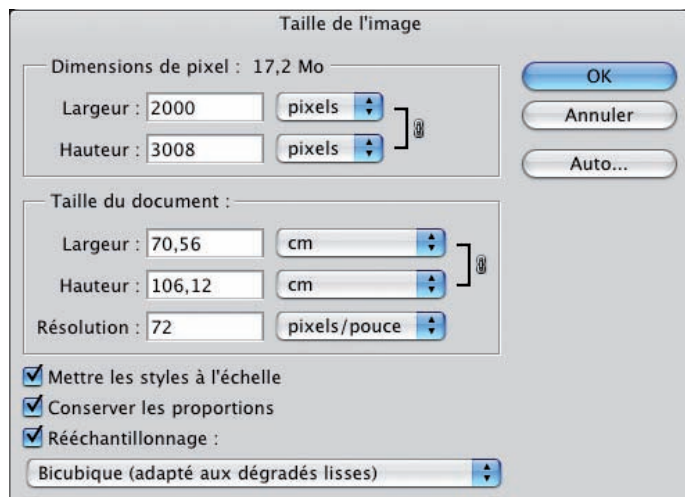 Taille de l'image
Dimensions de pixel : 17,2 Mo
Largeur : 2000 pixels
Hauteur : 3008 pixels
OK
Annuler
Auto...
Taille du document :
Largeur : 70,56 cm
Hauteur : 106,12 cm
Résolution : 72 pixels/pouce
Mettre les styles à l'échelle
Conserver les proportions
Rééchantillonnage :
Bicubique (adapté aux dégradés lisses)